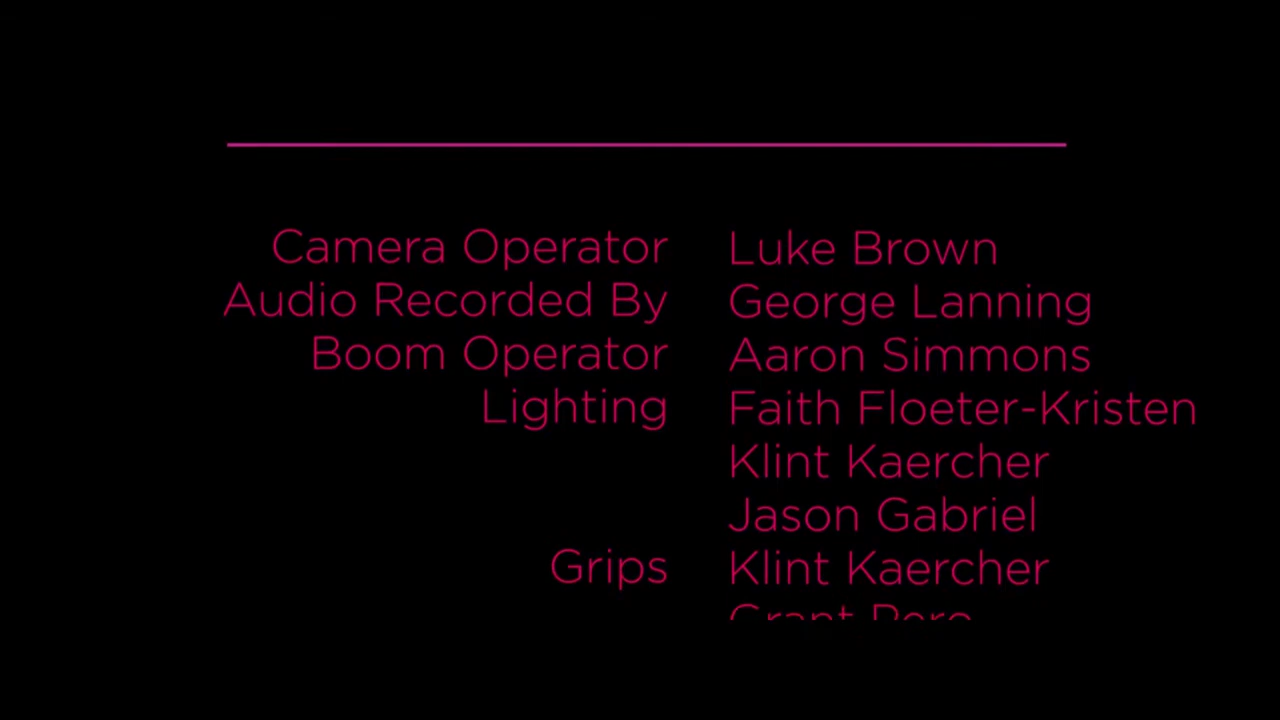 Camera Operator Luke Brown
Audio Recorded By George Lanning
Boom Operator Aaron Simmons
Lighting Faith Floeter-Kristen
Klint Kaercher
Jason Gabriel
Grips Klint Kaercher
Grant